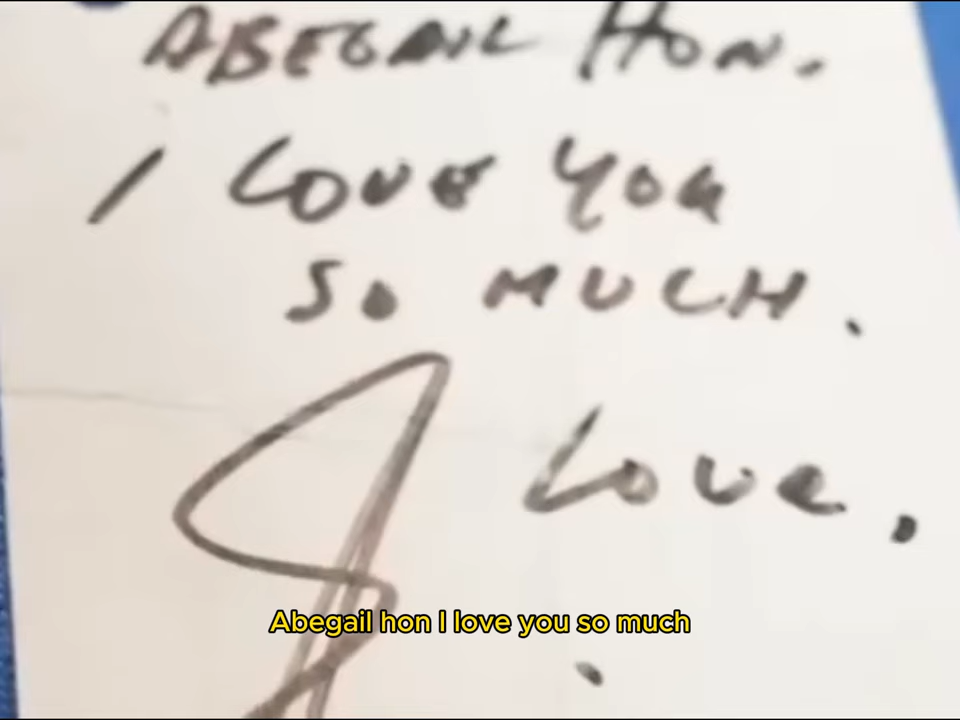 ABEGAIL HON.
I LOVE YOU
SO MUCH.
Love.
Abegail hon I love you so much